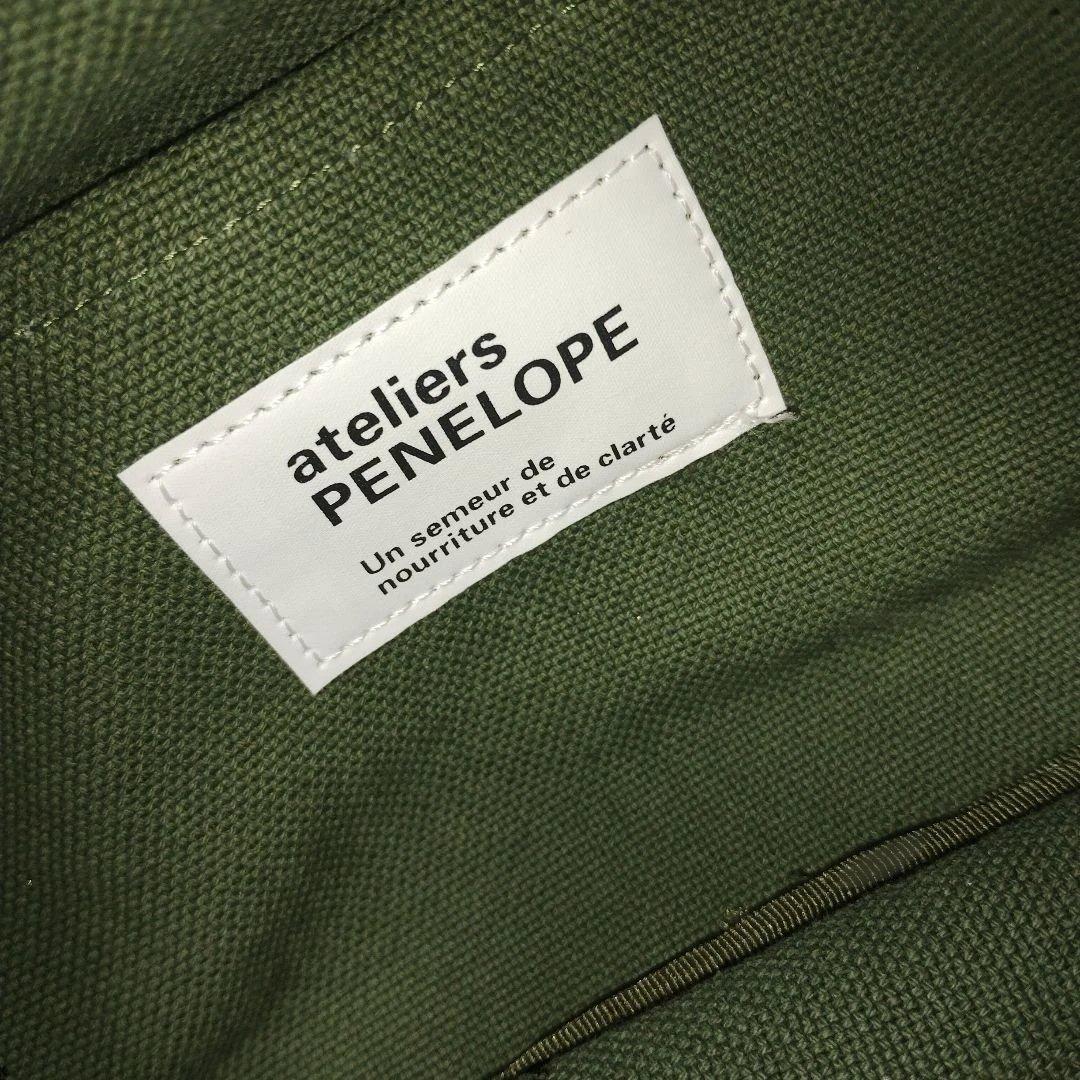 ateliers
PENELOPE
Un semeur de
nourriture et de clarté